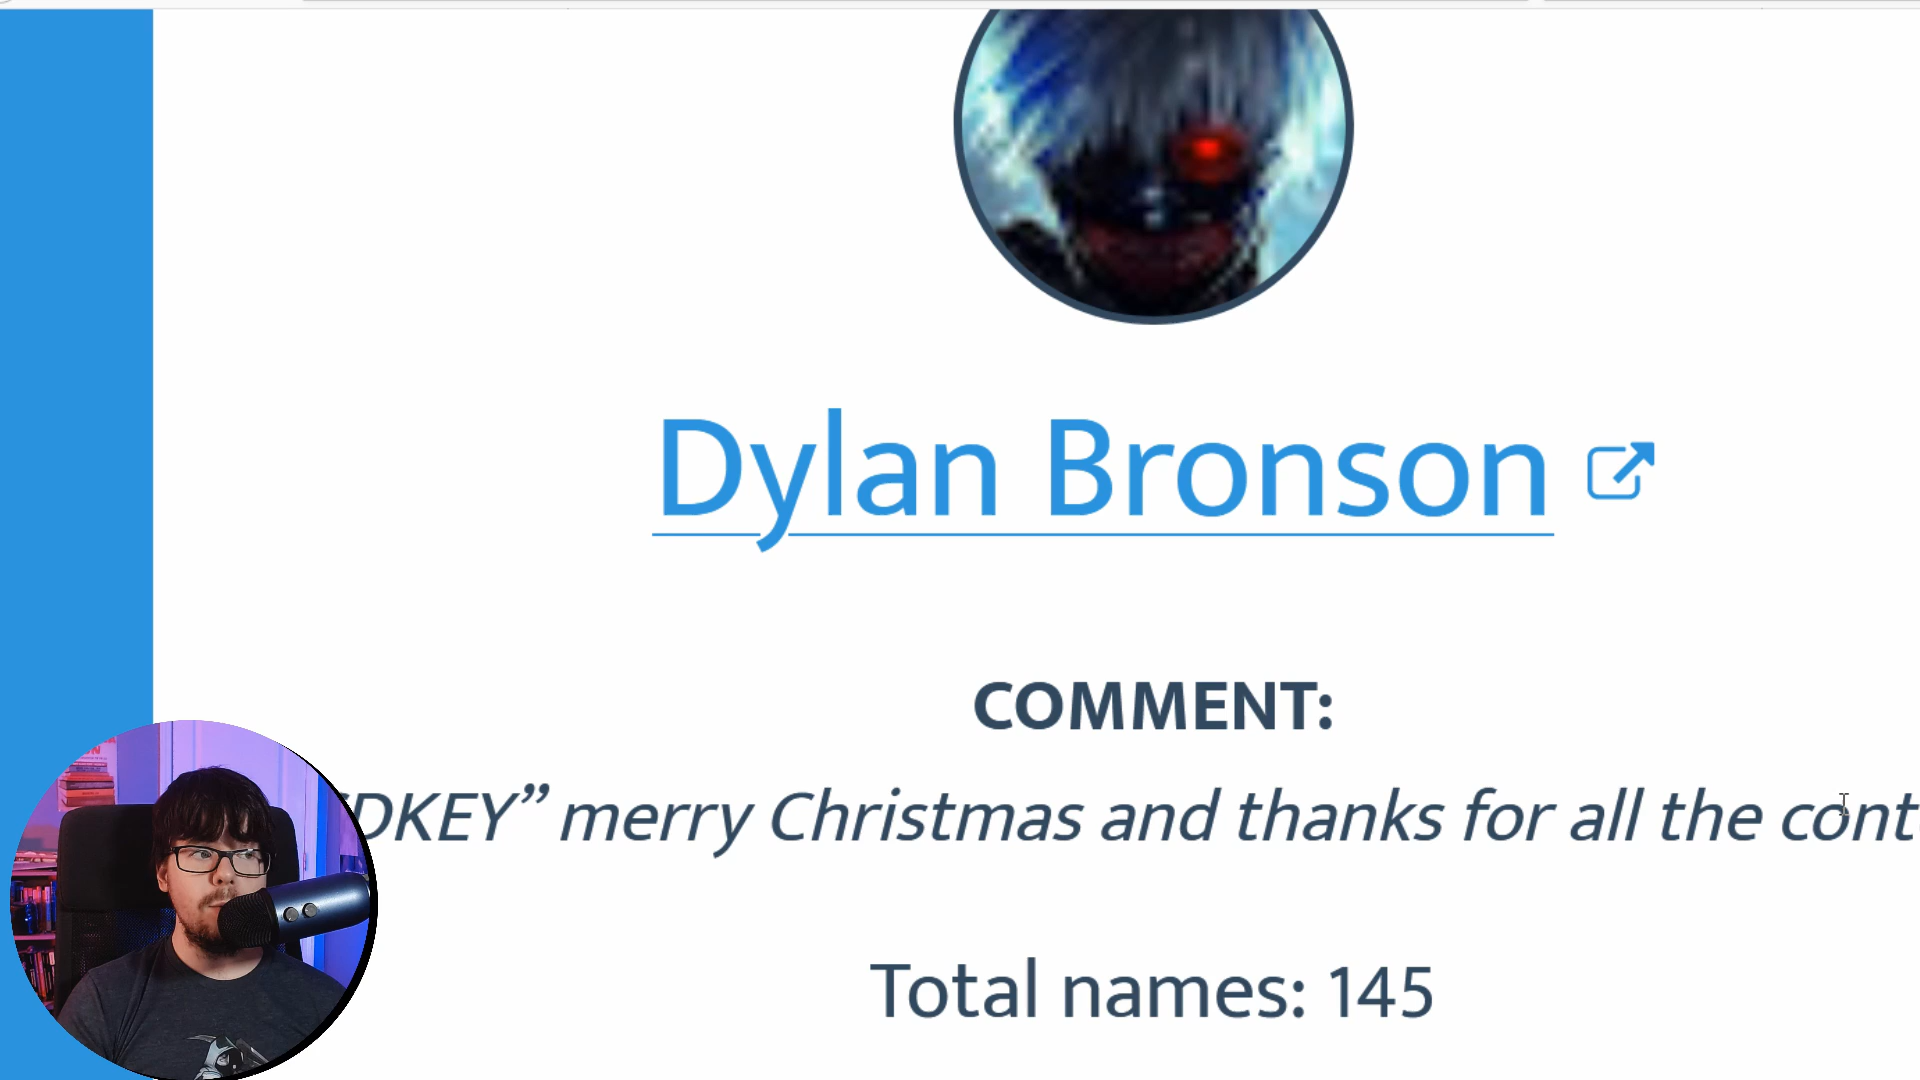 Dylan Bronson
COMMENT:
DKEY” merry Christmas and thanks for all the cont
Total names: 145